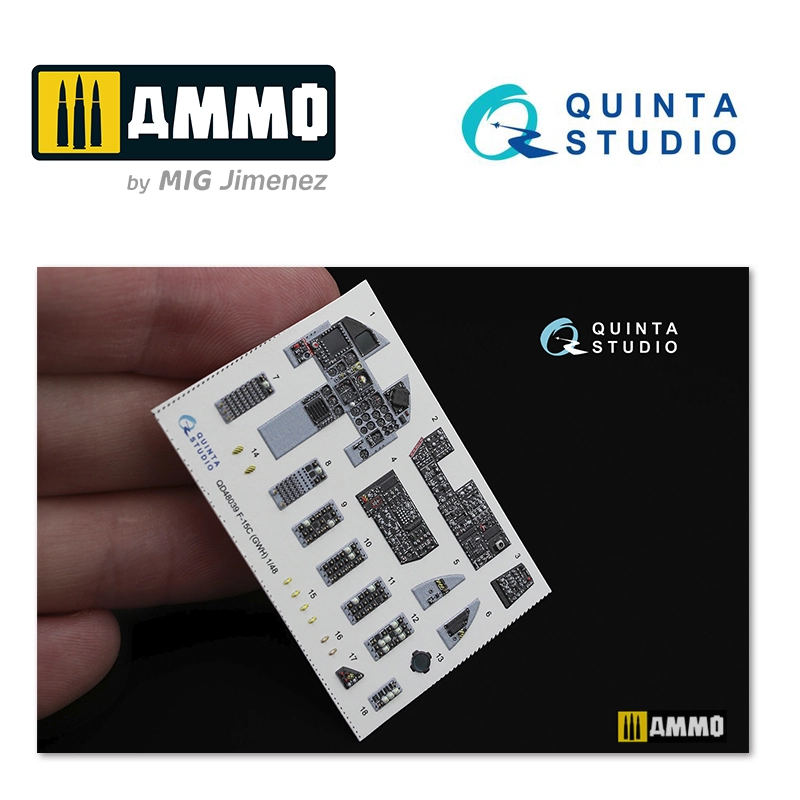 AMMO
by MIG Jimenez
QUINTA
STUDIO
QUINTA
STUDIO
1
7
2
QUINTA
STUDIO
14
8
4
QD48039 F-15C (GWH) 1/48
9
10
3
5
11
15
12
6
16
13
17
18
AMMO